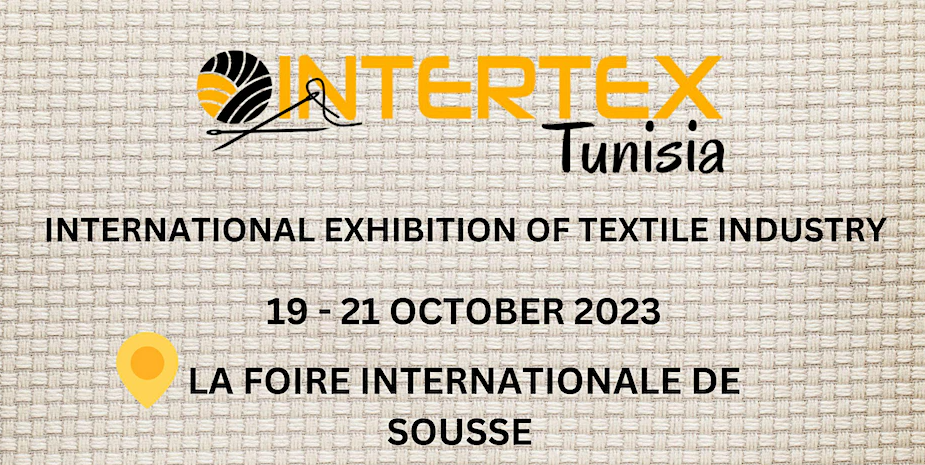 INTERTEX
Tunisia
INTERNATIONAL EXHIBITION OF TEXTILE INDUSTRY
19 - 21 OCTOBER 2023
LA FOIRE INTERNATIONALE DE
SOUSSE